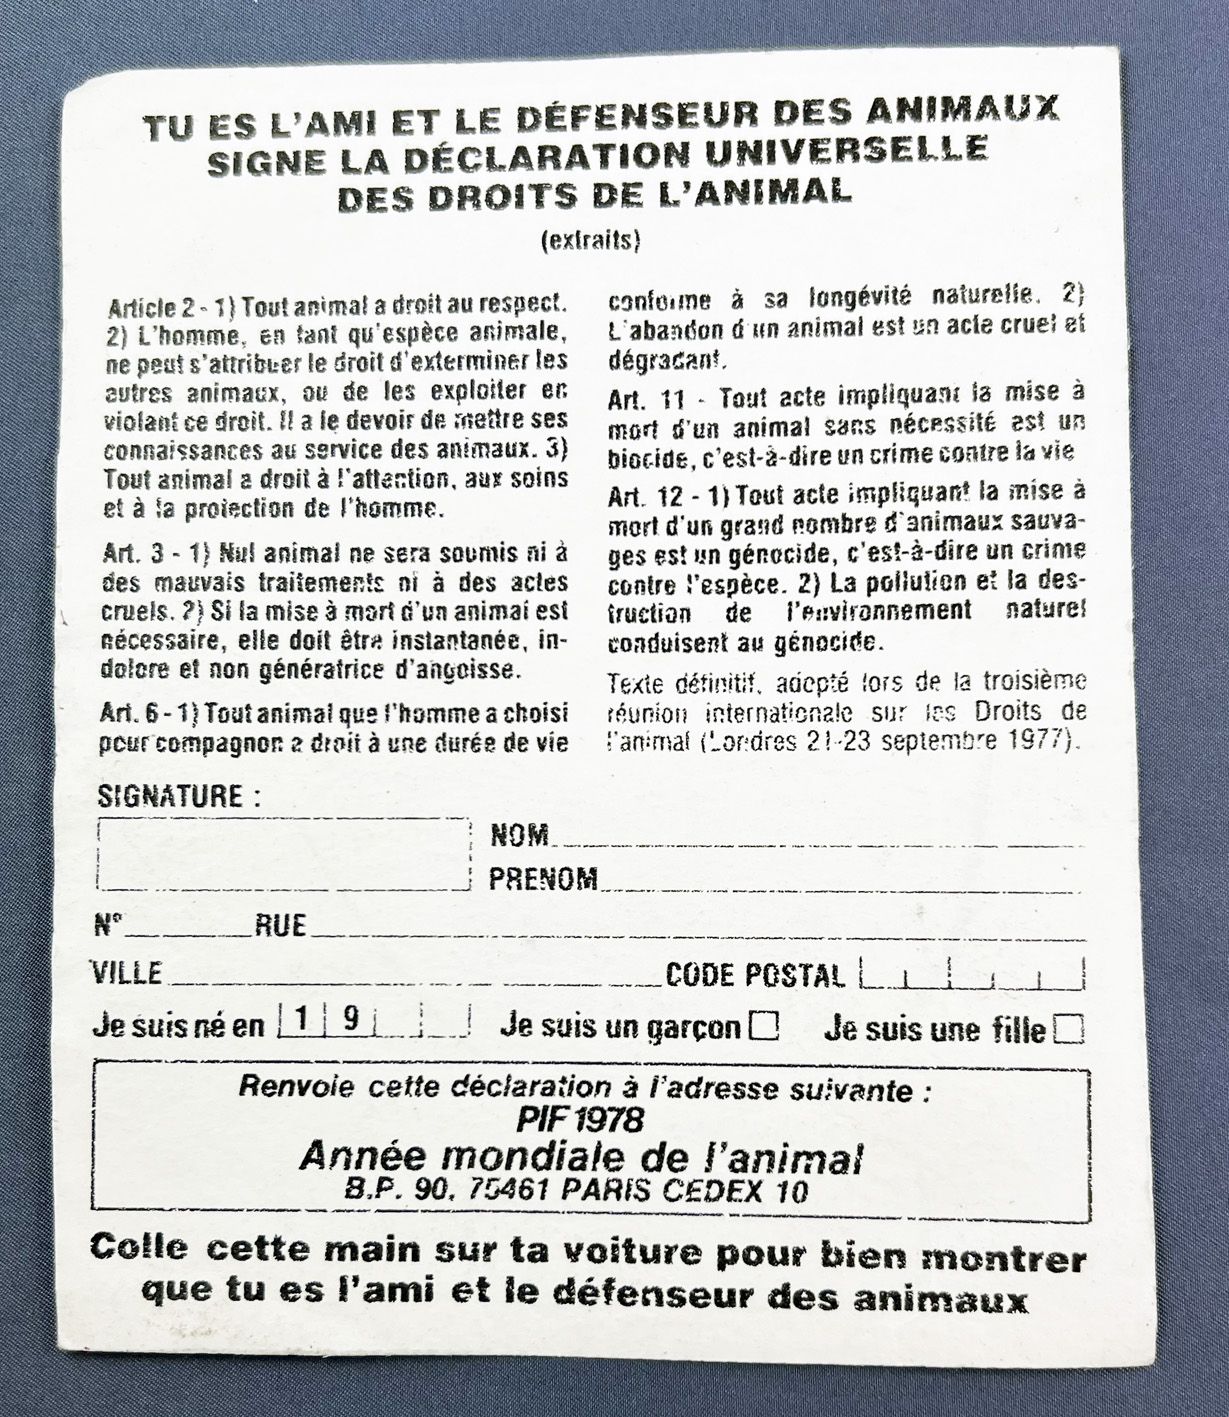 TU ES L'AMI ET LE DÉFENSEUR DES ANIMAUX
SIGNE LA DÉCLARATION UNIVERSELLE
DES DROITS DE L'ANIMAL
(extraits)
Article 2 - 1) Tout animal a droit au respect.
2) L'homme, en tant qu'espèce animale,
ne peut s'attribuer le droit d'exterminer les
autres animaux, ou de les exploiter en
violant ce droit. Il a le devoir de mettre ses
connaissances au service des animaux. 3)
Tout animal a droit à l'attention, aux soins
et à la protection de l'homme.
Art. 3 - 1) Nul animal ne sera soumis ni à
des mauvais traitements ni à des actes
cruels. 2) Si la mise à mort d'un animal est
nécessaire, elle doit être instantanée, in-
dolore et non génératrice d'angoisse.
Art. 6 - 1) Tout animal que l'homme a choisi
pour compagnon a droit à une durée de vie
conforme à sa longévité naturelle. 2)
L'abandon d'un animal est un acte cruel et
dégradant.
Art. 11 - Tout acte impliquant la mise à
mort d'un animal sans nécessité est un
biocide, c'est-à-dire un crime contre la vie
Art. 12 - 1) Tout acte impliquant la mise à
mort d'un grand nombre d'animaux sauva-
ges est un génocide, c'est-à-dire un crime
contre l'espèce. 2) La pollution et la des-
truction de l'environnement naturel
conduisent au génocide.
Texte définitif, adopté lors de la troisième
réunion internationale sur les Droits de
l'animal (Londres 21-23 septembre 1977).
SIGNATURE :
NOM
PRENOM
N° RUE
VILLE CODE POSTAL
Je suis né en 19 Je suis un garçon Je suis une fille
Renvoie cette déclaration à l'adresse suivante :
PIF 1978
Année mondiale de l'animal
B.P. 90, 75461 PARIS CEDEX 10
Colle cette main sur ta voiture pour bien montrer
que tu es l'ami et le défenseur des animaux